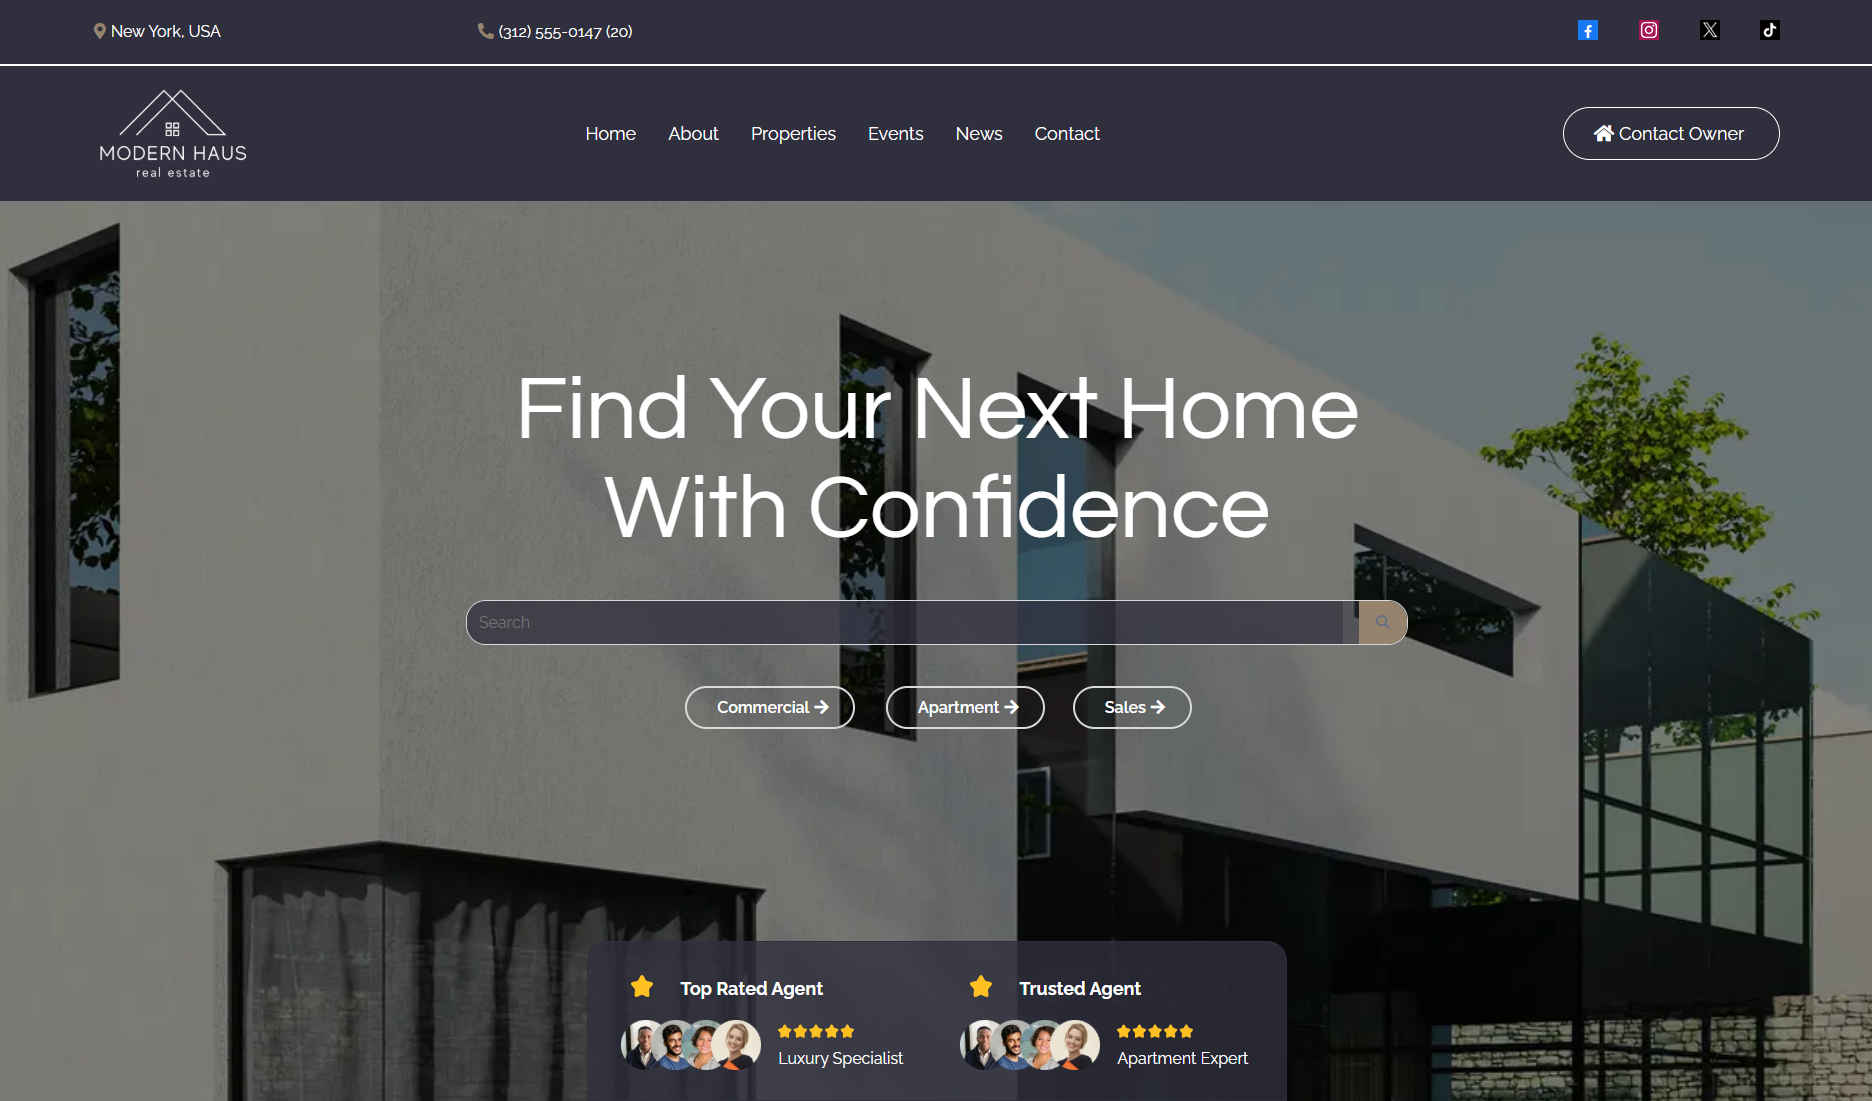 New York, USA
(312) 555-0147 (20)
MODERN HAUS
real estate
Home About Properties Events News Contact
Contact Owner
Find Your Next Home
With Confidence
Search
Commercial
Apartment
Sales
Top Rated Agent
Luxury Specialist
Trusted Agent
Apartment Expert